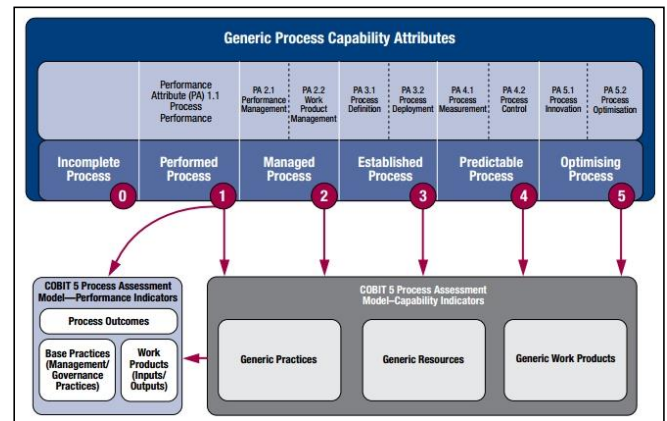 Generic Process Capability Attributes
Performance
Attribute (PA) 1.1
Process
Performance
PA 2.1
Performance
Management
PA 2.2
Work
Product
Management
PA 3.1
Process
Definition
PA 3.2
Process
Deployment
PA 4.1
Process
Measurement
PA 4.2
Process
Control
PA 5.1
Process
Innovation
PA 5.2
Process
Optimisation
Incomplete
Process
0
Performed
Process
1
Managed
Process
2
Established
Process
3
Predictable
Process
4
Optimising
Process
5
COBIT 5 Process Assessment
Model—Performance Indicators
Process Outcomes
Base Practices
(Management/
Governance
Practices)
Work
Products
(Inputs/
Outputs)
COBIT 5 Process Assessment
Model–Capability Indicators
Generic Practices
Generic Resources
Generic Work Products